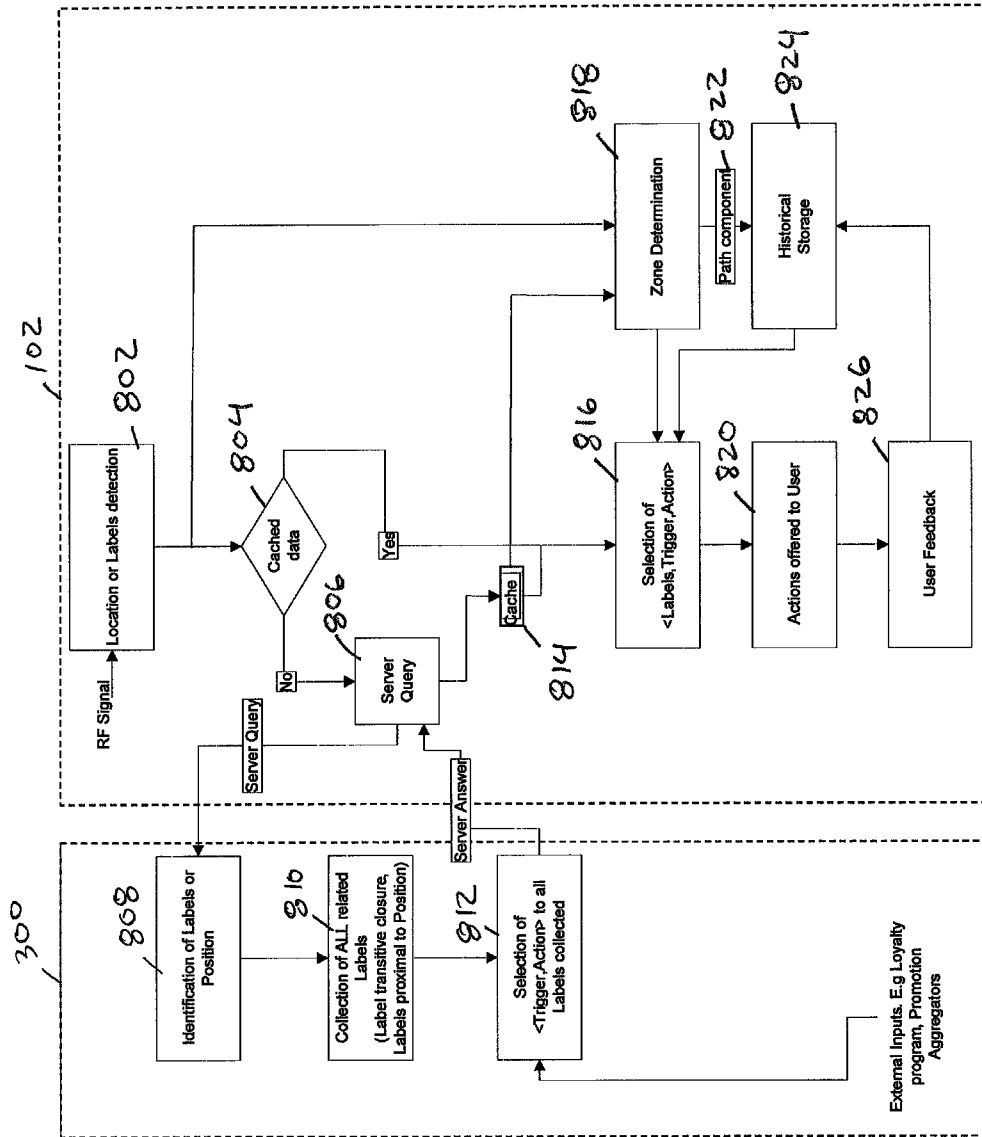 300
102
RF Signal
Location or Labels detection
802
Cached
data
804
No
Yes
Server
Query
806
Server Query
Server Answer
Identification of Labels or
Position
808
Collection of ALL related
Labels
(Label transitive closure,
Labels proximal to Position)
810
Selection of
<Trigger,Action> to all
Labels collected
812
External Inputs. E.g Loyalty
program, Promotion
Aggregators
Cache
814
Selection of
<Labels,Trigger,Action>
816
Zone Determination
818
Actions offered to User
820
Path component
822
Historical
Storage
824
User Feedback
826